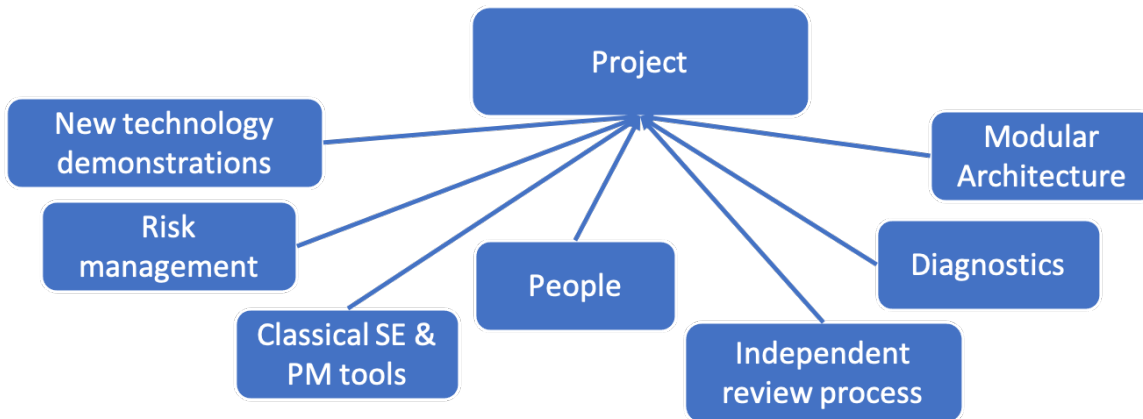 Project
New technology
demonstrations
Modular
Architecture
Risk
management
People
Diagnostics
Classical SE &
PM tools
Independent
review process